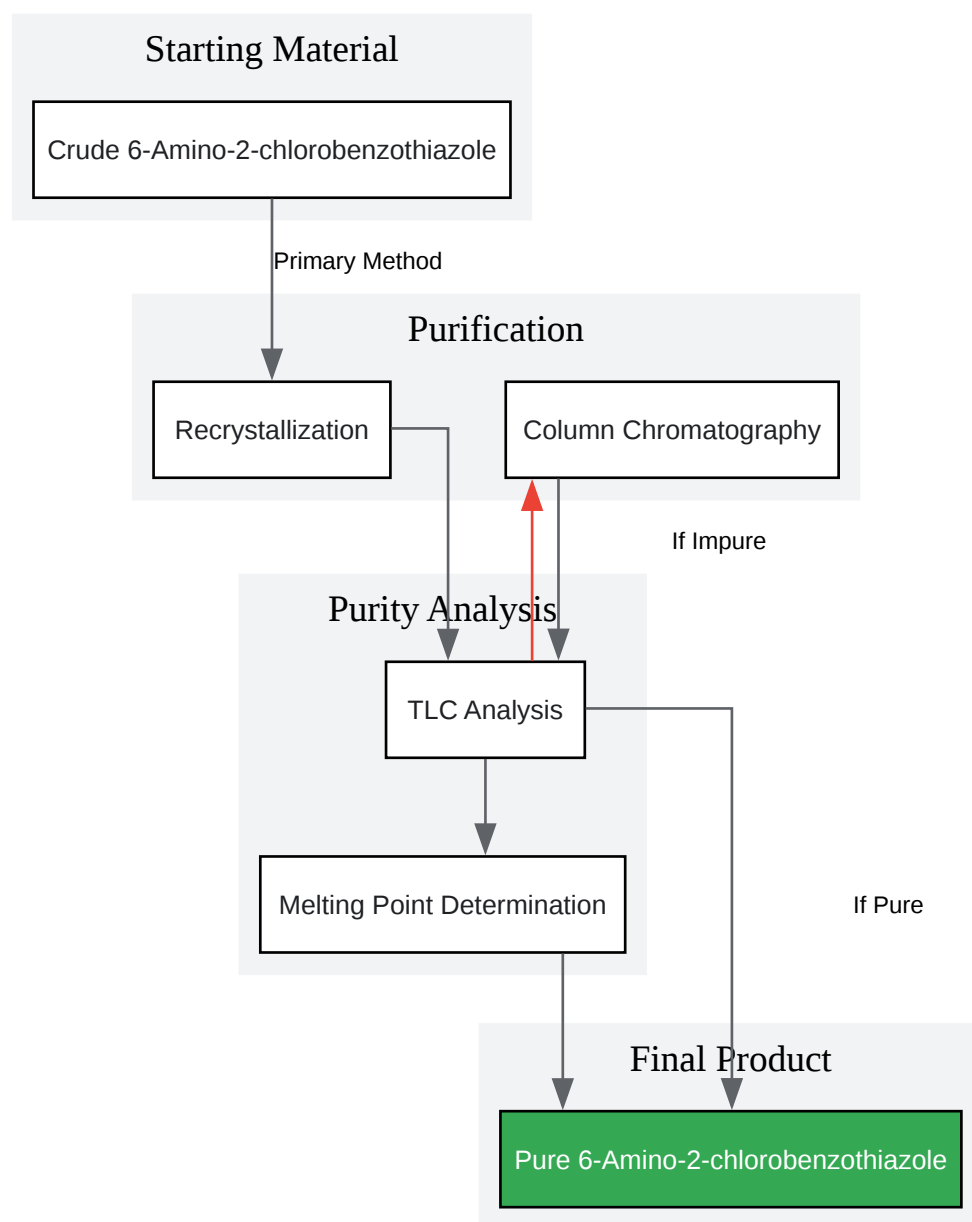 Starting Material
Crude 6-Amino-2-chlorobenzothiazole
Primary Method
Purification
Recrystallization
Column Chromatography
If Impure
Purity Analysis
TLC Analysis
Melting Point Determination
If Pure
Final Product
Pure 6-Amino-2-chlorobenzothiazole